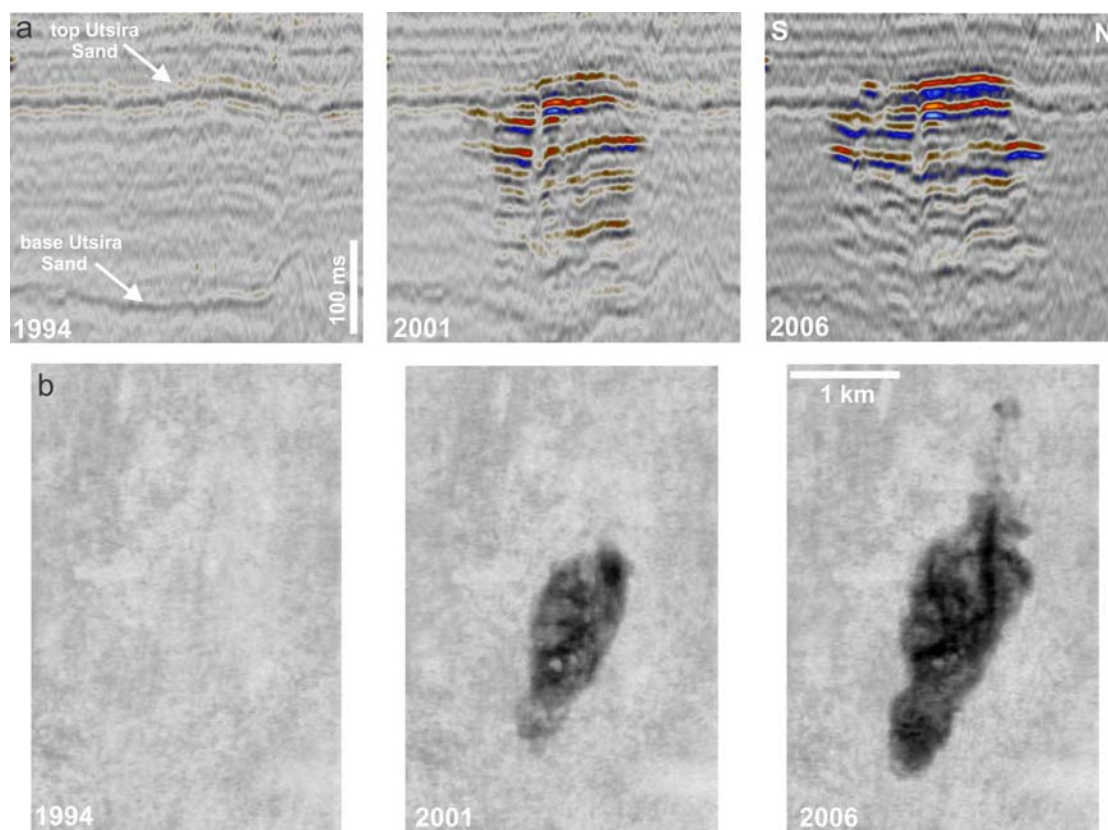 a
top Utsira
Sand
base Utsira
Sand
100 ms
1994
2001
S
N
2006
b
1994
2001
1 km
2006